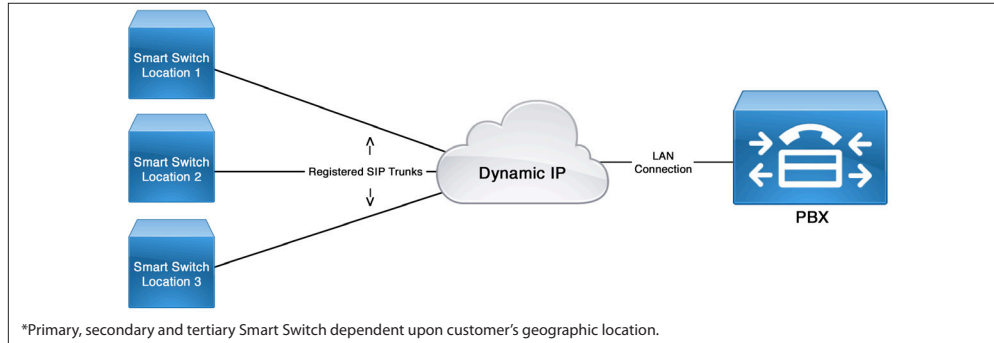 Smart Switch
Location 1
Smart Switch
Location 2
Smart Switch
Location 3
Registered SIP Trunks
Dynamic IP
LAN
Connection
PBX
*Primary, secondary and tertiary Smart Switch dependent upon customer's geographic location.